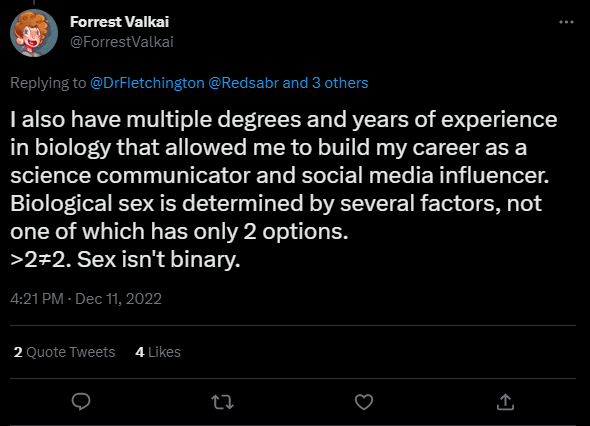 Forrest Valkai
@ForrestValkai
Replying to @DrFletchington @Redsabr and 3 others
I also have multiple degrees and years of experience
in biology that allowed me to build my career as a
science communicator and social media influencer.
Biological sex is determined by several factors, not
one of which has only 2 options.
>2≠2. Sex isn't binary.
4:21 PM · Dec 11, 2022
2 Quote Tweets 4 Likes